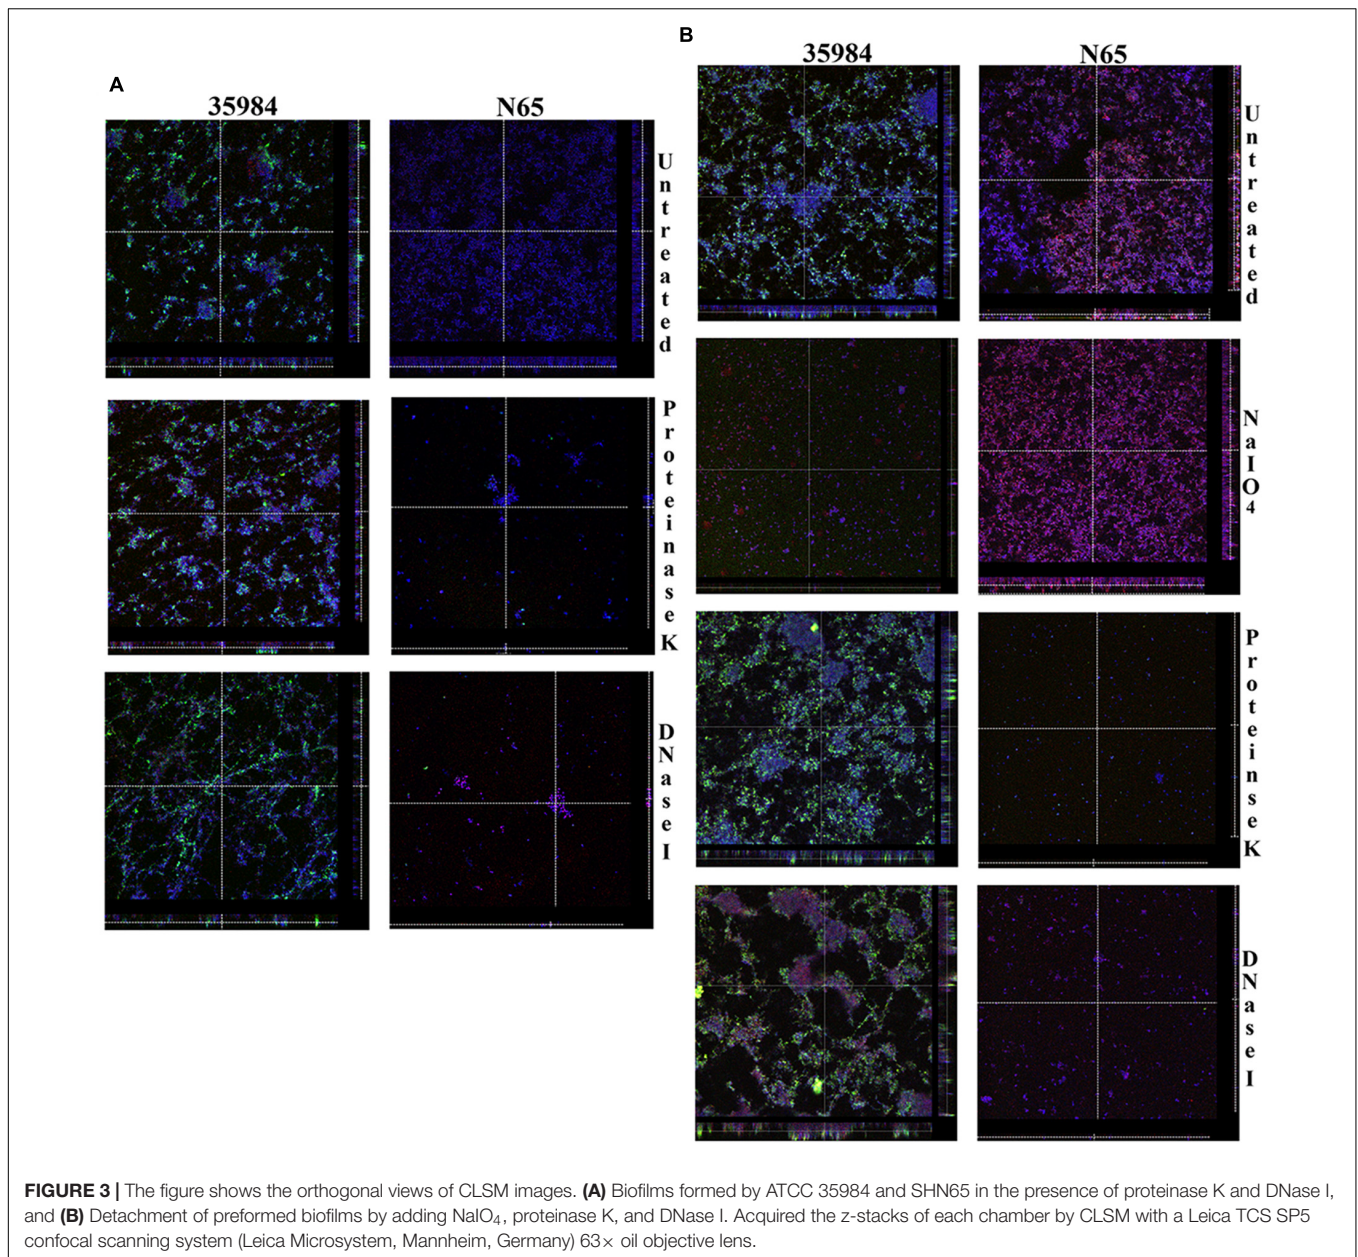 A
35984 N65
Untreated
Proteinase K
DNase I
B
35984 N65
Untreated
NaIO4
Proteinse K
DNase I
FIGURE 3 | The figure shows the orthogonal views of CLSM images. (A) Biofilms formed by ATCC 35984 and SHN65 in the presence of proteinase K and DNase I,
and (B) Detachment of preformed biofilms by adding NaIO4, proteinase K, and DNase I. Acquired the z-stacks of each chamber by CLSM with a Leica TCS SP5
confocal scanning system (Leica Microsystem, Mannheim, Germany) 63× oil objective lens.